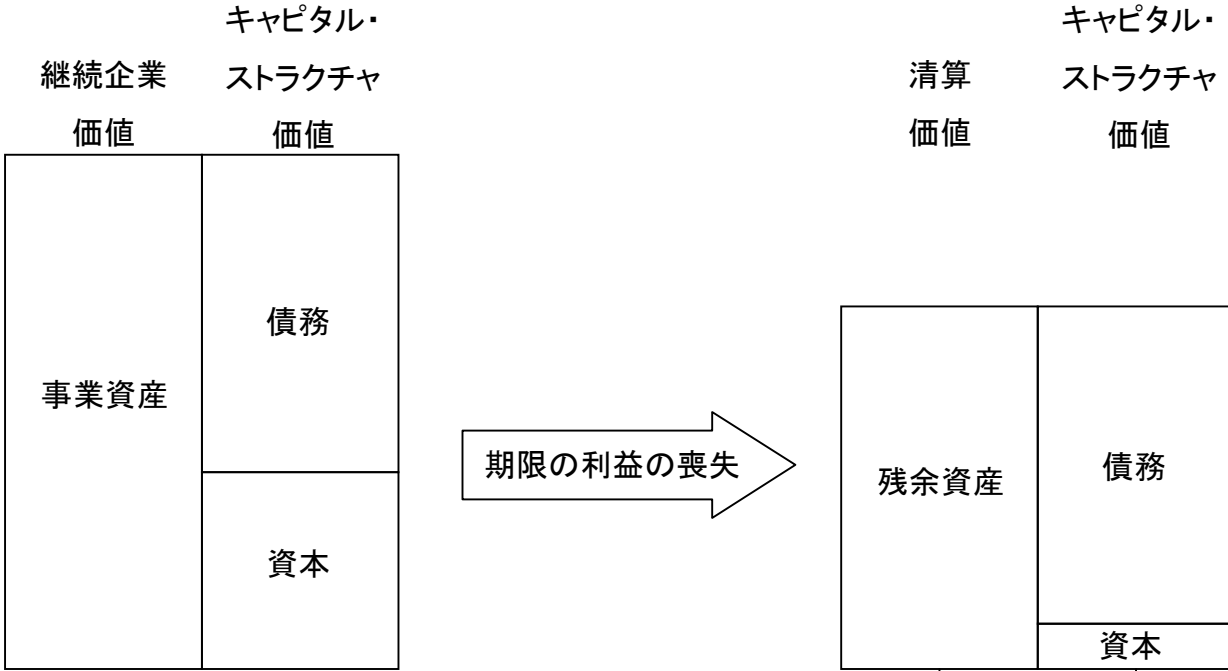 継続企業
価値
キャピタル・
ストラクチャ
価値
事業資産
債務
資本
期限の利益の喪失
清算
価値
キャピタル・
ストラクチャ
価値
残余資産
債務
資本